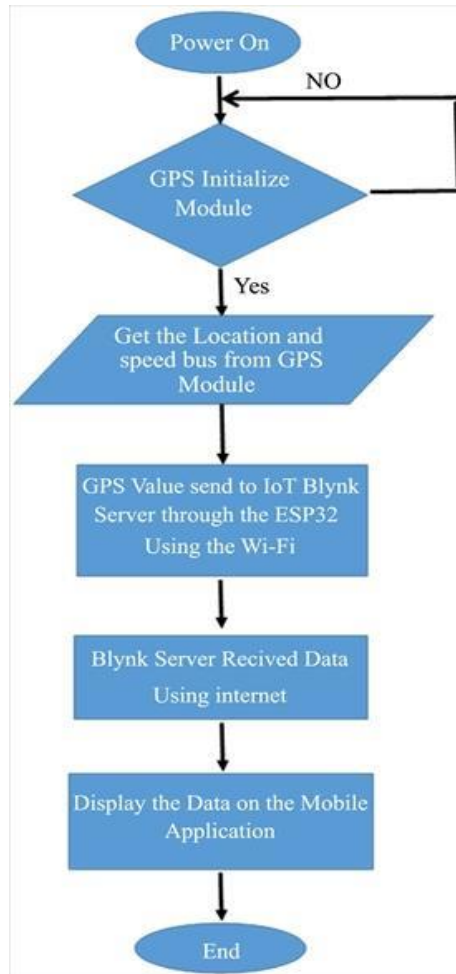 Power On
NO
GPS Initialize
Module
Yes
Get the Location and
speed bus from GPS
Module
GPS Value send to IoT Blynk
Server through the ESP32
Using the Wi-Fi
Blynk Server Recived Data
Using internet
Display the Data on the Mobile
Application
End